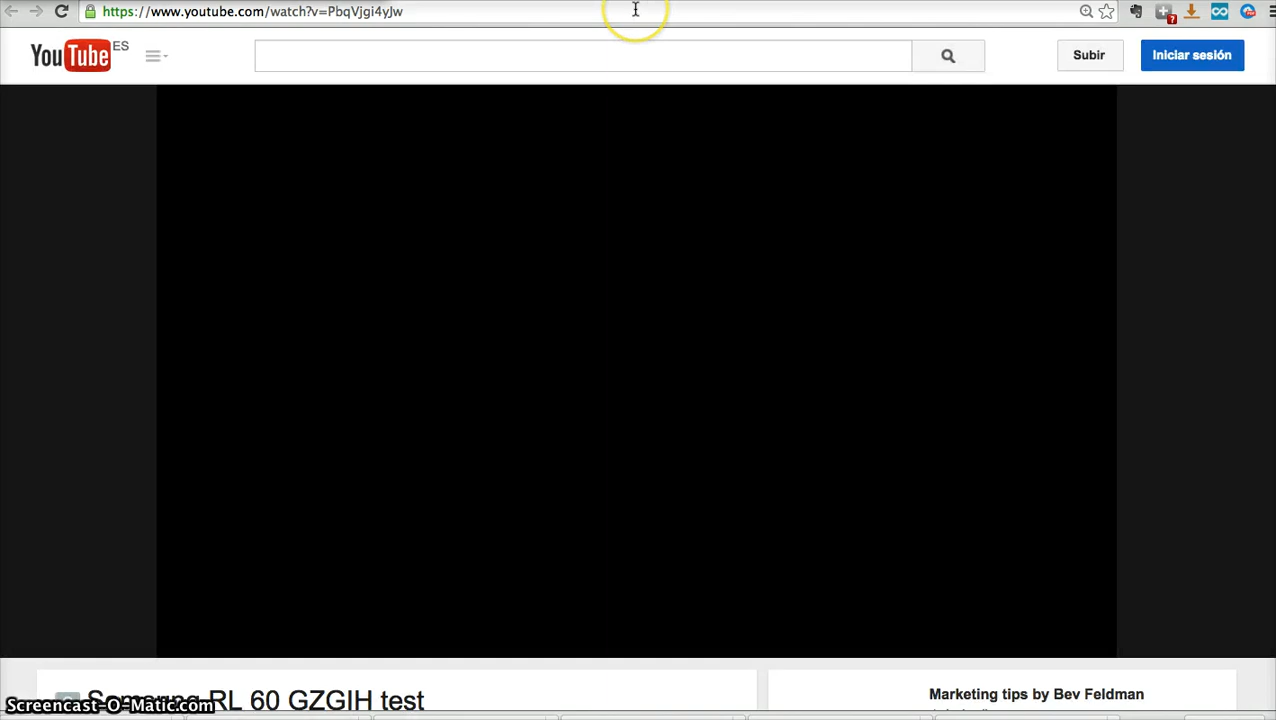 https://www.youtube.com/watch?v=PbqVjgi4yJw
YouTube ES
Subir
Iniciar sesión
Samsung RL 60 GZGIH test
Screencast-O-Matic.com
Marketing tips by Bev Feldman